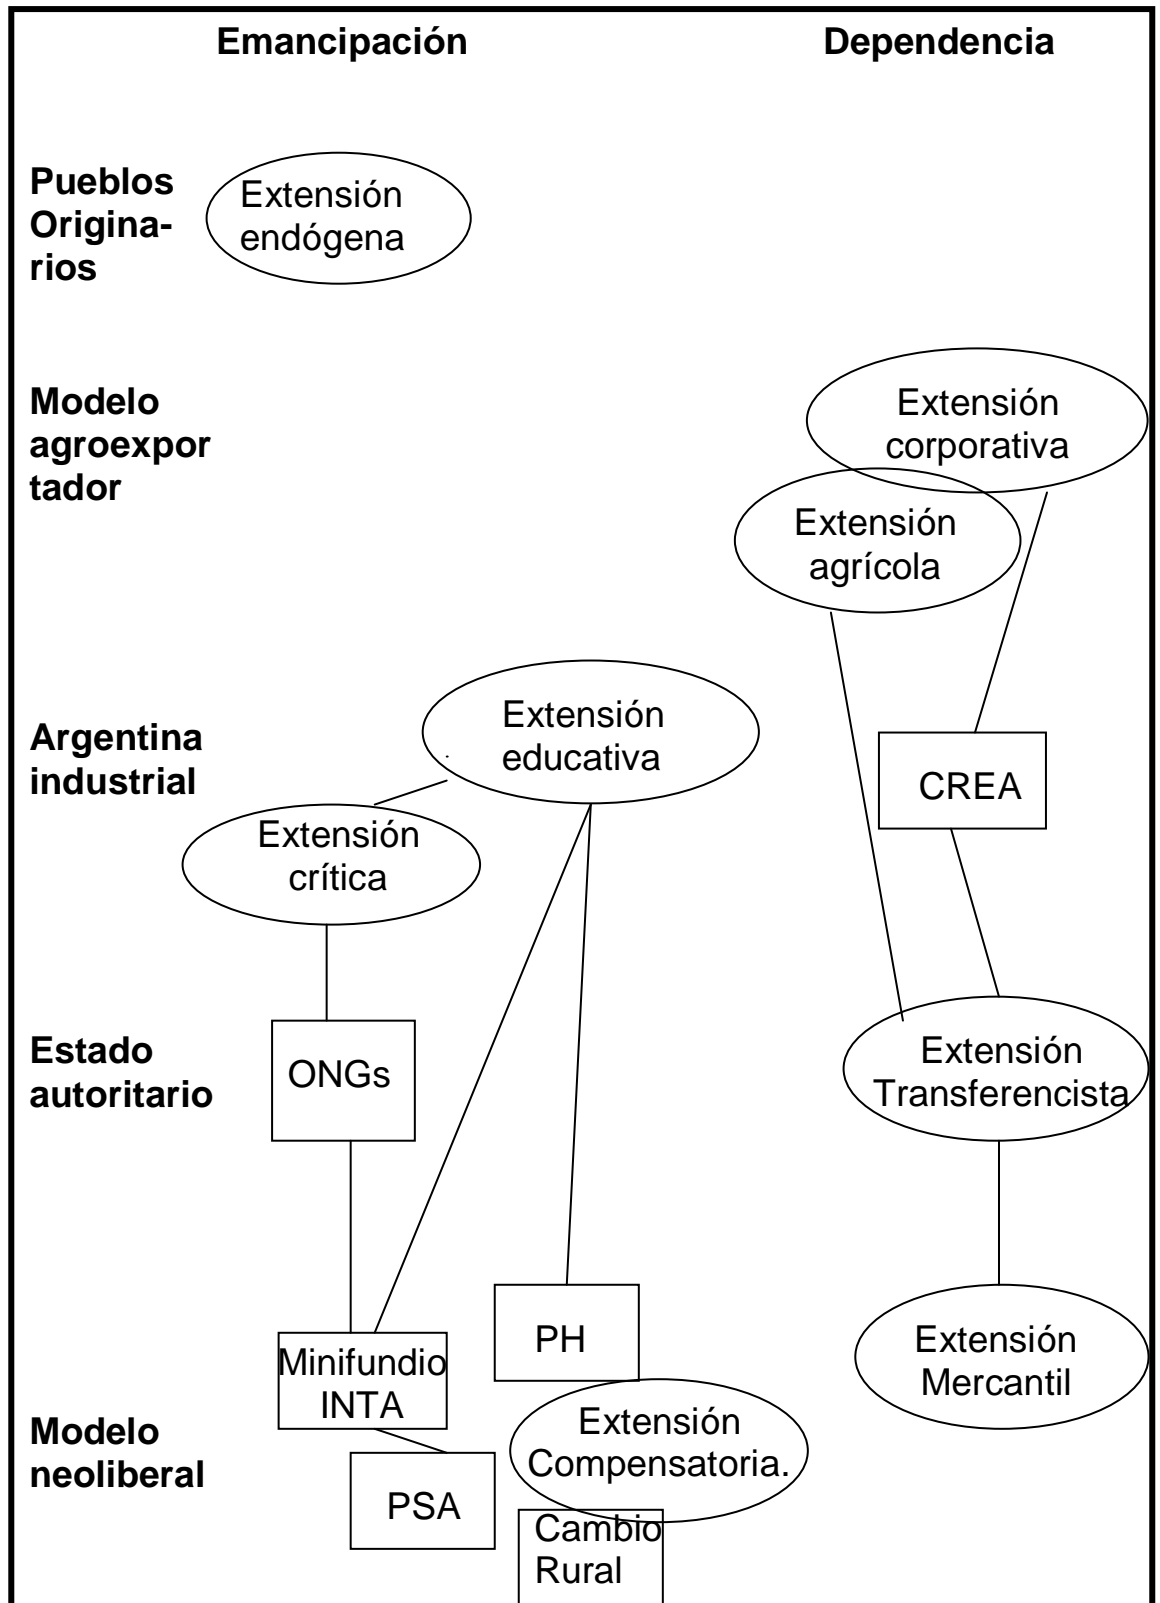 Emancipación
Dependencia
Pueblos
Origina-
rios
Extensión
endógena
Modelo
agroexpor
tador
Extensión
corporativa
Extensión
agrícola
Argentina
industrial
Extensión
educativa
CREA
Extensión
crítica
Estado
autoritario
ONGs
Extensión
Transferencista
Minifundio
INTA
PH
Extensión
Mercantil
Modelo
neoliberal
Extensión
Compensatoria.
PSA
Cambio
Rural